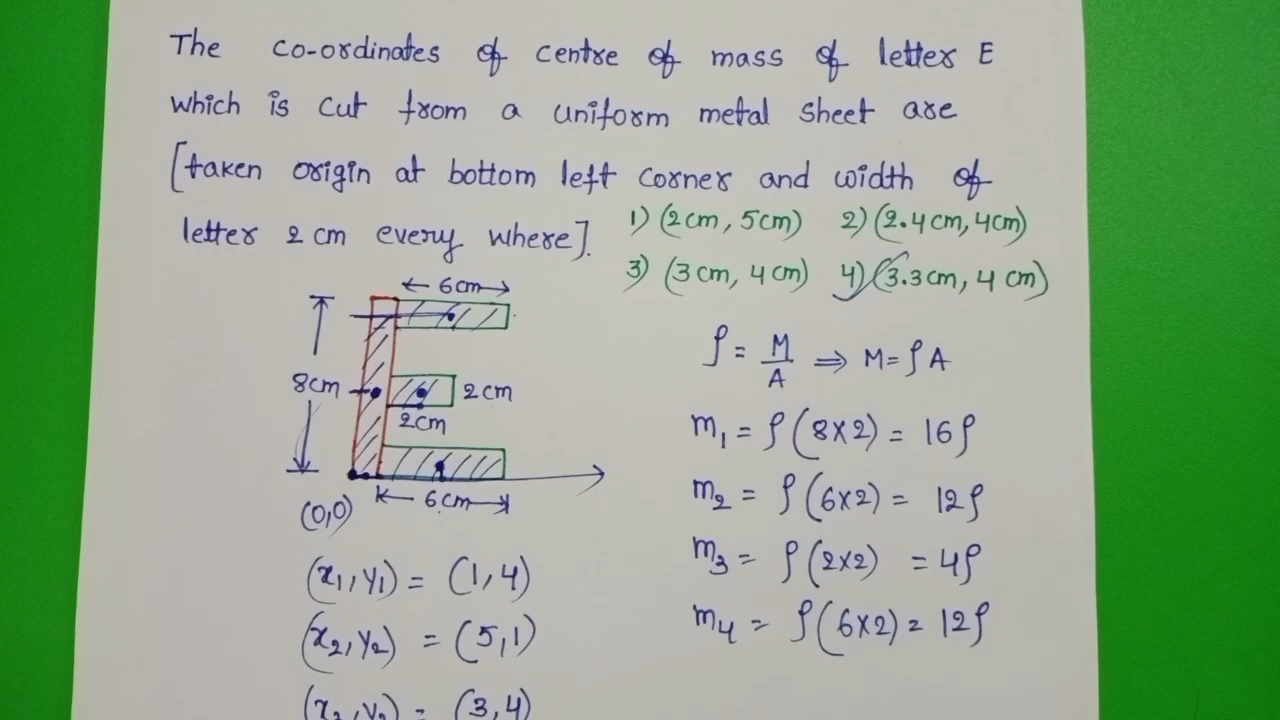 The co-ordinates of centre of mass of letter E
which is cut from a uniform metal sheet are
[taken origin at bottom left corner and width of
letter 2 cm every where].
1) (2cm, 5cm) 2) (2.4cm, 4cm)
3) (3cm, 4cm) 4) (3.3cm, 4cm)
6cm
8cm
2cm
2cm
6cm
(0,0)
ρ = M/A ⇒ M = ρA
m₁ = ρ(8×2) = 16ρ
m₂ = ρ(6×2) = 12ρ
m₃ = ρ(2×2) = 4ρ
m₄ = ρ(6×2) = 12ρ
(x₁, y₁) = (1, 4)
(x₂, y₂) = (5, 1)
(x₃, y₃) = (3, 4)